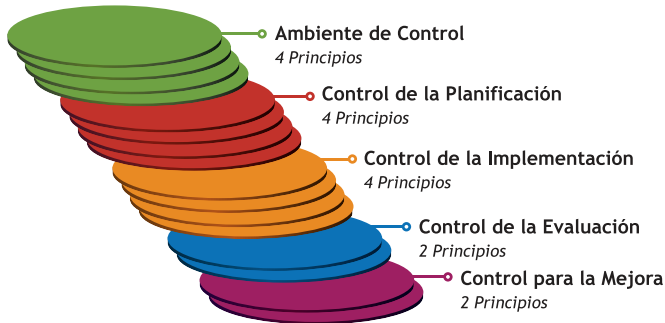 Ambiente de Control
4 Principios
Control de la Planificación
4 Principios
Control de la Implementación
4 Principios
Control de la Evaluación
2 Principios
Control para la Mejora
2 Principios